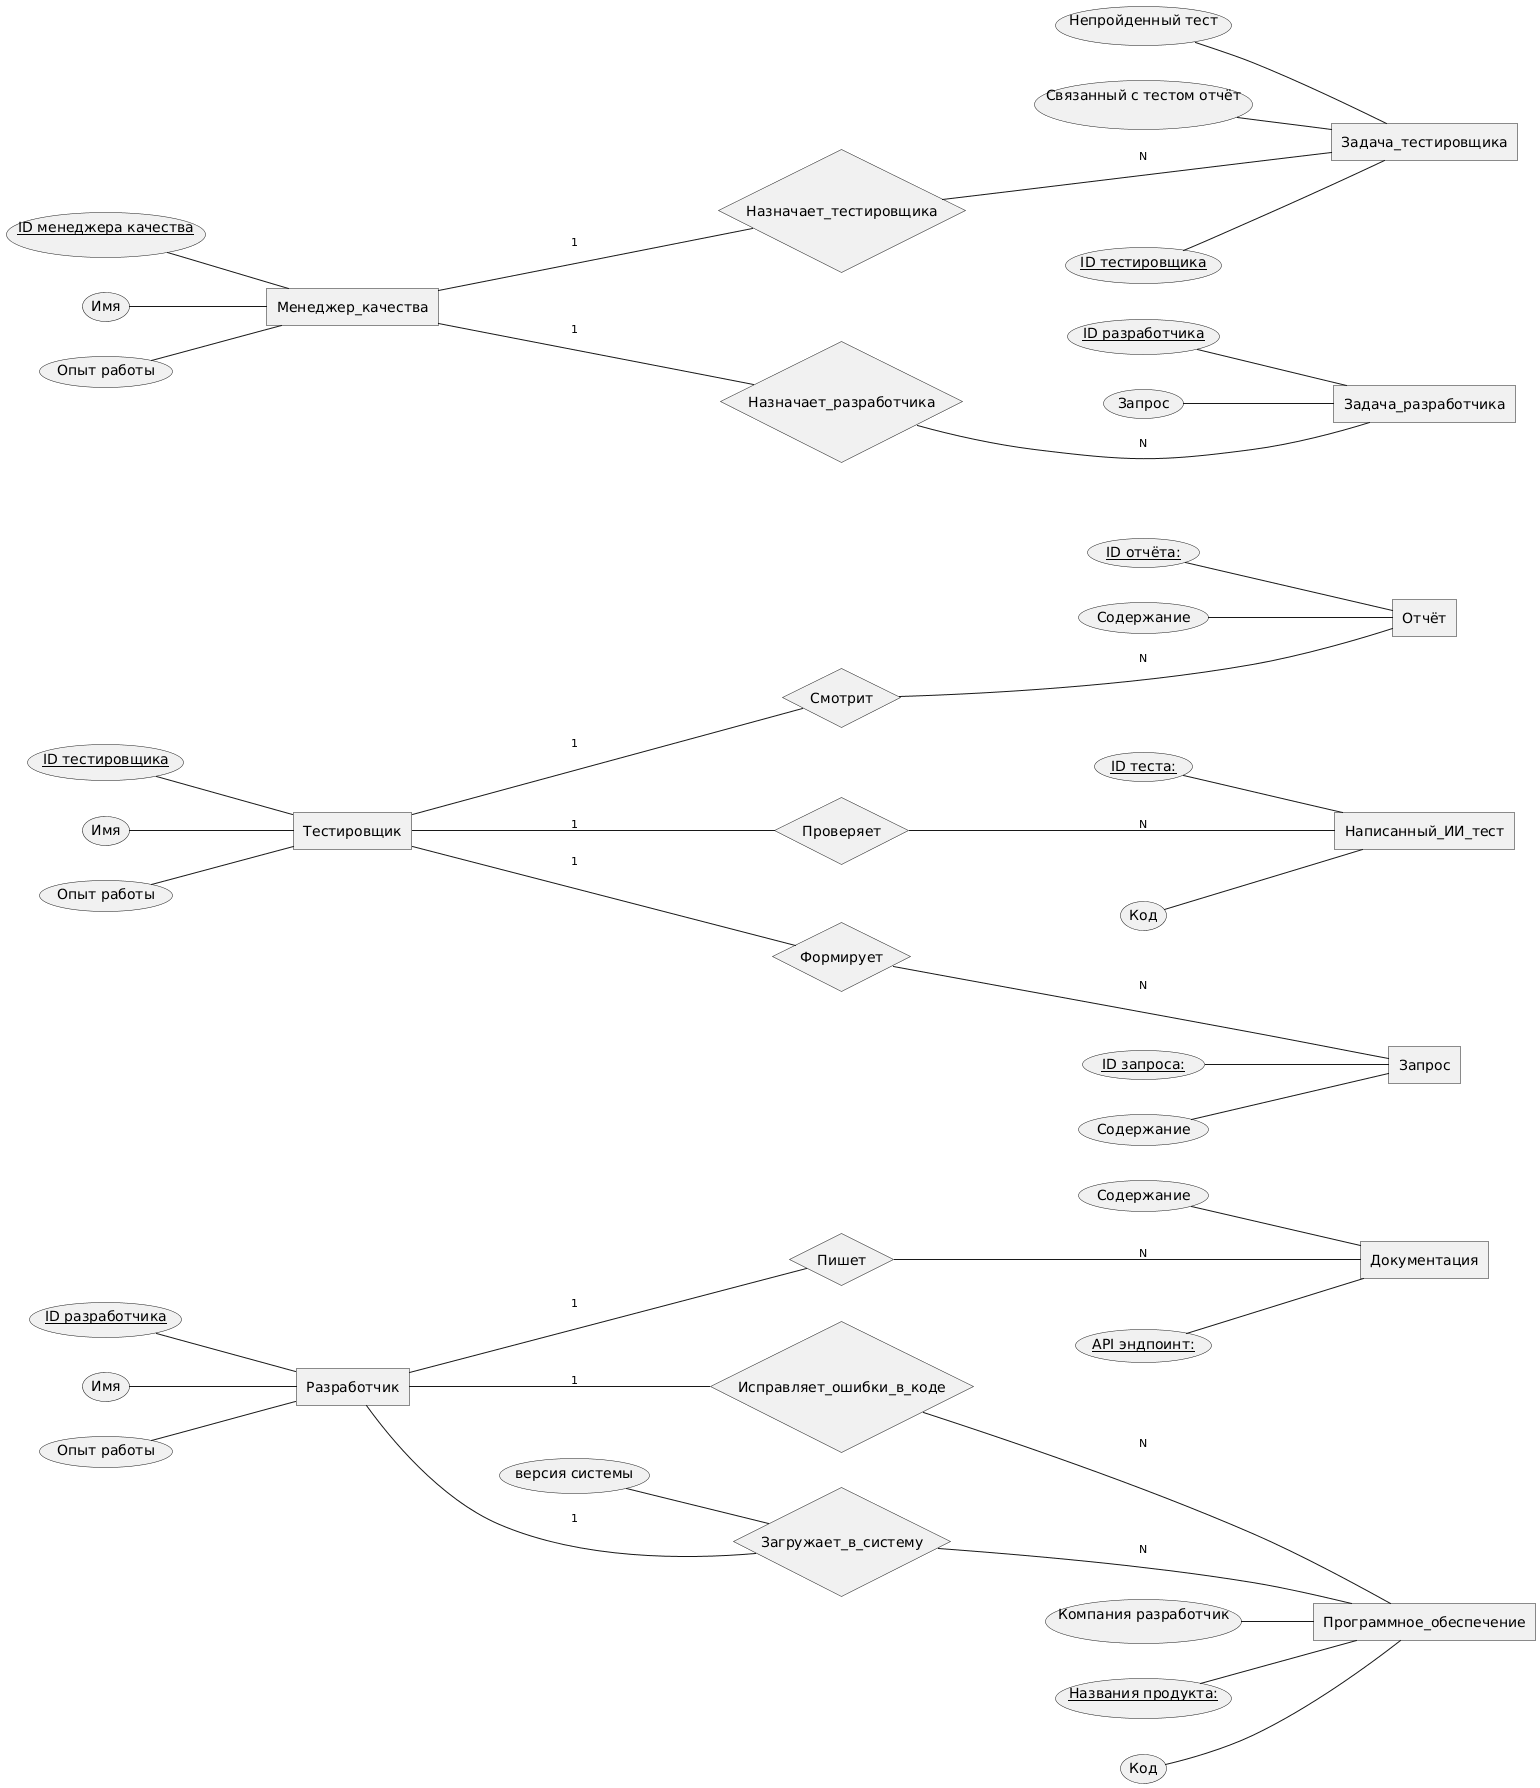 Непройденный тест
Связанный с тестом отчёт
Задача_тестировщика
N
Назначает_тестировщика
ID менеджера качества
1
ID тестировщика
Имя
Менеджер_качества
1
ID разработчика
Опыт работы
Назначает_разработчика
Запрос
Задача_разработчика
N
ID отчёта:
Содержание
Отчёт
N
Смотрит
1
ID тестировщика
ID теста:
Имя
Тестировщик
1
Проверяет
N
Написанный_ИИ_тест
1
Опыт работы
Код
Формирует
N
ID запроса:
Запрос
Содержание
Содержание
Пишет
N
Документация
1
ID разработчика
API эндпоинт:
Имя
Разработчик
1
Исправляет_ошибки_в_коде
Опыт работы
N
версия системы
1
Загружает_в_систему
N
Компания разработчик
Программное_обеспечение
Названия продукта:
Код